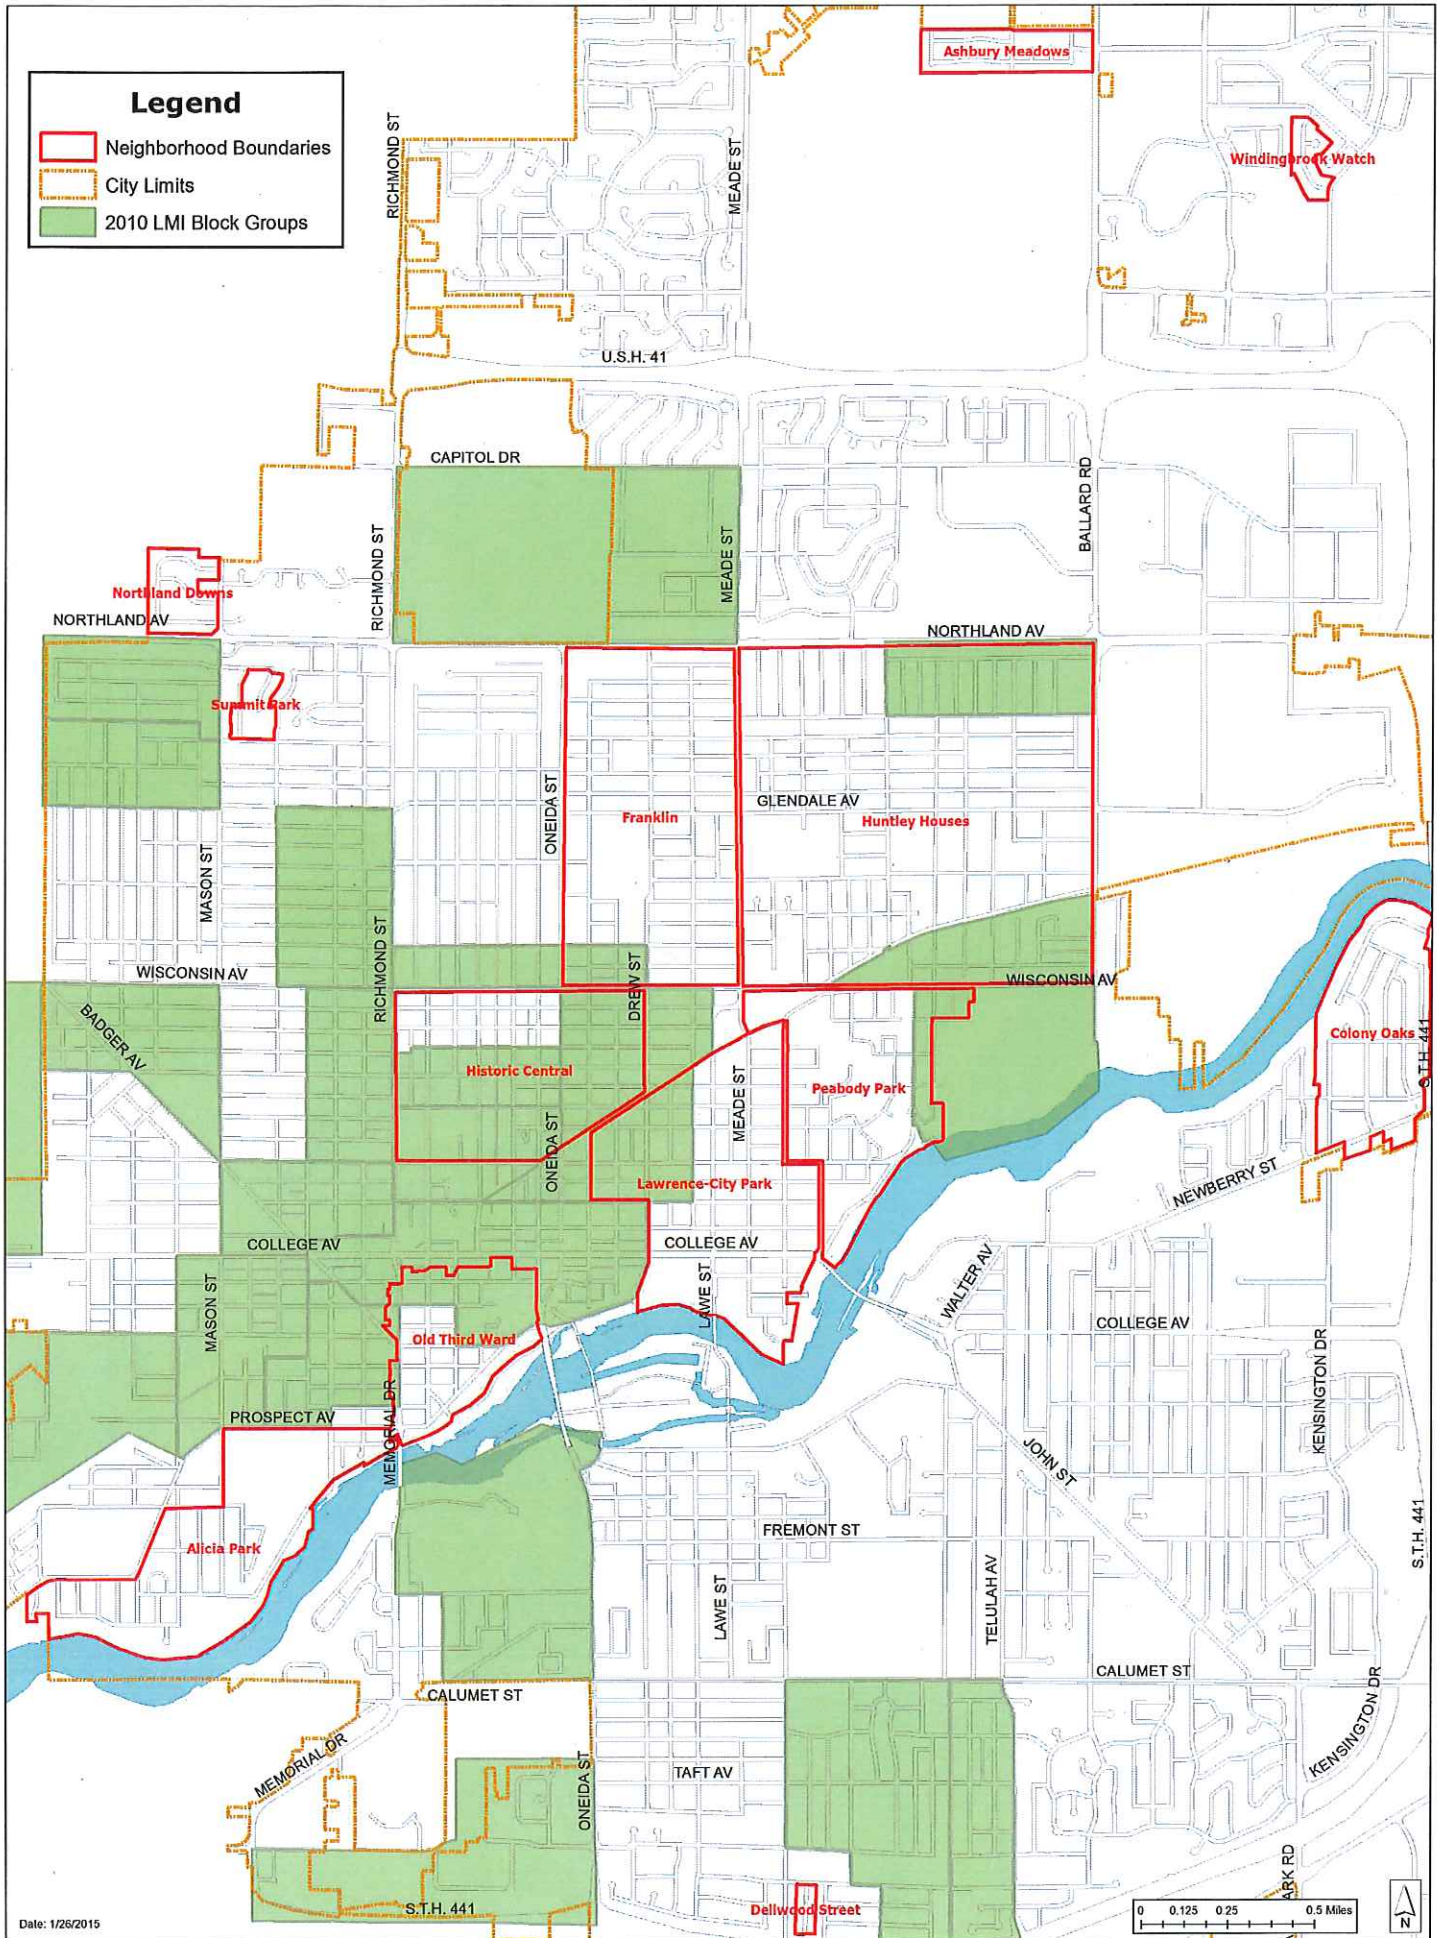 Legend
Neighborhood Boundaries
City Limits
2010 LMI Block Groups
Ashbury Meadows
Windingbrook Watch
RICHMOND ST
MEADE ST
U.S.H. 41
CAPITOL DR
BALLARD RD
RICHMOND ST
MEADE ST
Northland Downs
NORTHLAND AV
NORTHLAND AV
Summit Park
ONEIDA ST
Franklin
GLENDALE AV
Huntley Houses
MASON ST
RICHMOND ST
WISCONSIN AV
DREW ST
WISCONSIN AV
BADGER AV
Colony Oaks
S.T.H. 441
Historic Central
Peabody Park
MEADE ST
ONEIDA ST
Lawrence-City Park
NEWBERRY ST
COLLEGE AV
COLLEGE AV
LAWE ST
WALTER AV
MASON ST
Old Third Ward
COLLEGE AV
KENSINGTON DR
PROSPECT AV
MEMORIAL DR
JOHN ST
FREMONT ST
S.T.H. 441
Alicia Park
LAWE ST
TELULAH AV
CALUMET ST
CALUMET ST
KENSINGTON DR
MEMORIAL DR
TAFT AV
ONEIDA ST
ARK RD
S.T.H. 441
Dellwood Street
0 0.125 0.25 0.5 Miles
N
Date: 1/26/2015